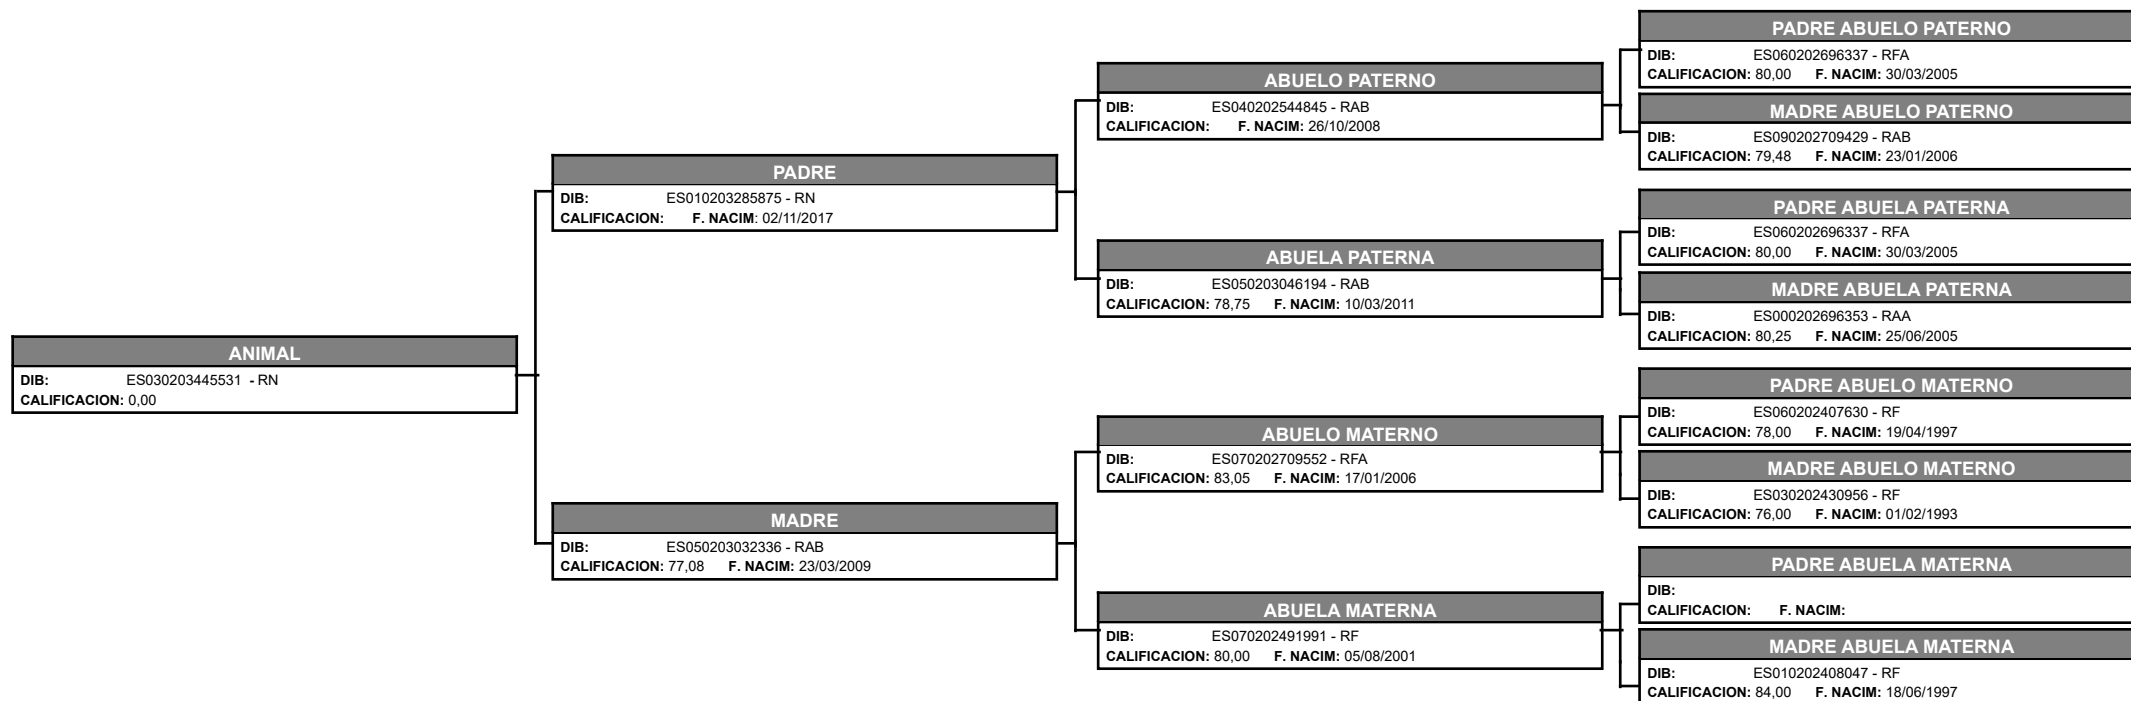 ANIMAL
DIB: ES030203445531 - RN
CALIFICACION: 0,00
PADRE
DIB: ES010203285875 - RN
CALIFICACION: F. NACIM: 02/11/2017
MADRE
DIB: ES050203032336 - RAB
CALIFICACION: 77,08 F. NACIM: 23/03/2009
ABUELO PATERNO
DIB: ES040202544845 - RAB
CALIFICACION: F. NACIM: 26/10/2008
ABUELA PATERNA
DIB: ES050203046194 - RAB
CALIFICACION: 78,75 F. NACIM: 10/03/2011
ABUELO MATERNO
DIB: ES070202709552 - RFA
CALIFICACION: 83,05 F. NACIM: 17/01/2006
ABUELA MATERNA
DIB: ES070202491991 - RF
CALIFICACION: 80,00 F. NACIM: 05/08/2001
PADRE ABUELO PATERNO
DIB: ES060202696337 - RFA
CALIFICACION: 80,00 F. NACIM: 30/03/2005
MADRE ABUELO PATERNO
DIB: ES090202709429 - RAB
CALIFICACION: 79,48 F. NACIM: 23/01/2006
PADRE ABUELA PATERNA
DIB: ES060202696337 - RFA
CALIFICACION: 80,00 F. NACIM: 30/03/2005
MADRE ABUELA PATERNA
DIB: ES000202696353 - RAA
CALIFICACION: 80,25 F. NACIM: 25/06/2005
PADRE ABUELO MATERNO
DIB: ES060202407630 - RF
CALIFICACION: 78,00 F. NACIM: 19/04/1997
MADRE ABUELO MATERNO
DIB: ES030202430956 - RF
CALIFICACION: 76,00 F. NACIM: 01/02/1993
PADRE ABUELA MATERNA
DIB:
CALIFICACION: F. NACIM:
MADRE ABUELA MATERNA
DIB: ES010202408047 - RF
CALIFICACION: 84,00 F. NACIM: 18/06/1997